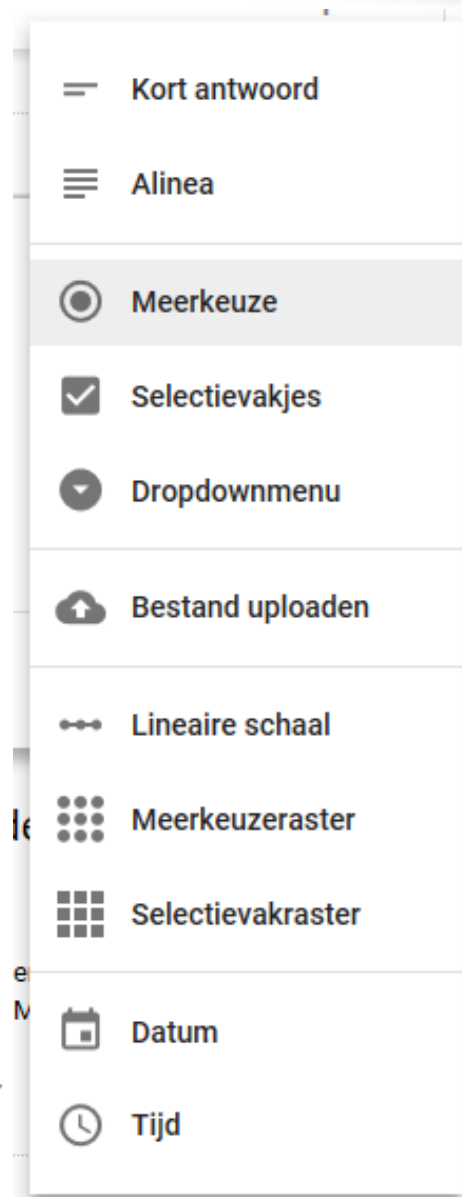 Kort antwoord
Alinea
Meerkeuze
Selectievakjes
Dropdownmenu
Bestand uploaden
Lineaire schaal
Meerkeuzeraster
Selectievakraster
Datum
Tijd